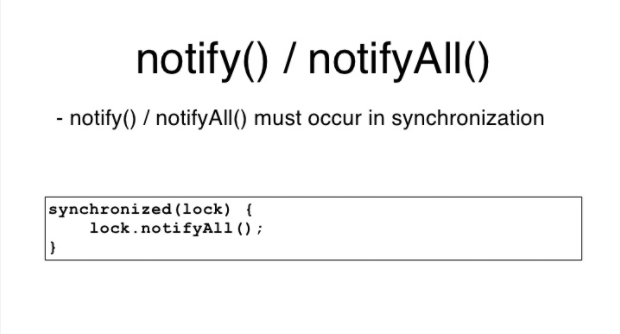 notify() / notifyAll()
- notify() / notifyAll() must occur in synchronization
synchronized(lock) {
    lock.notifyAll();
}